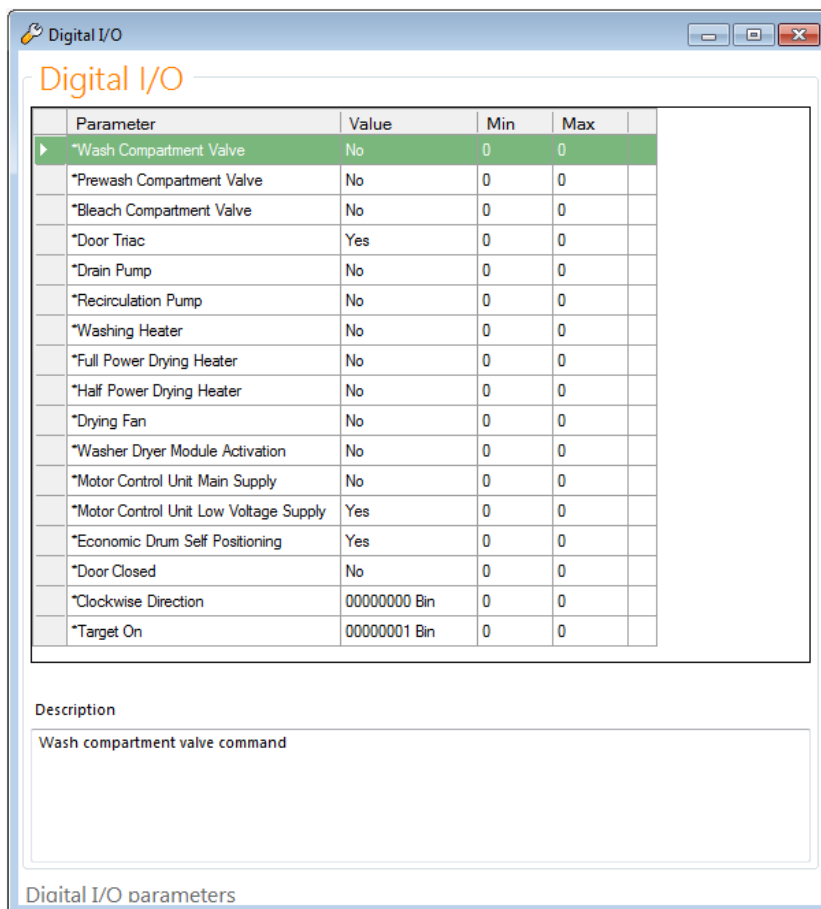 Digital I/O
Digital I/O
Parameter Value Min Max
*Wash Compartment Valve No 0 0
*Prewash Compartment Valve No 0 0
*Bleach Compartment Valve No 0 0
*Door Triac Yes 0 0
*Drain Pump No 0 0
*Recirculation Pump No 0 0
*Washing Heater No 0 0
*Full Power Drying Heater No 0 0
*Half Power Drying Heater No 0 0
*Drying Fan No 0 0
*Washer Dryer Module Activation No 0 0
*Motor Control Unit Main Supply No 0 0
*Motor Control Unit Low Voltage Supply Yes 0 0
*Economic Drum Self Positioning Yes 0 0
*Door Closed No 0 0
*Clockwise Direction 00000000 Bin 0 0
*Target On 00000001 Bin 0 0
Description
Wash compartment valve command
Digital I/O parameters